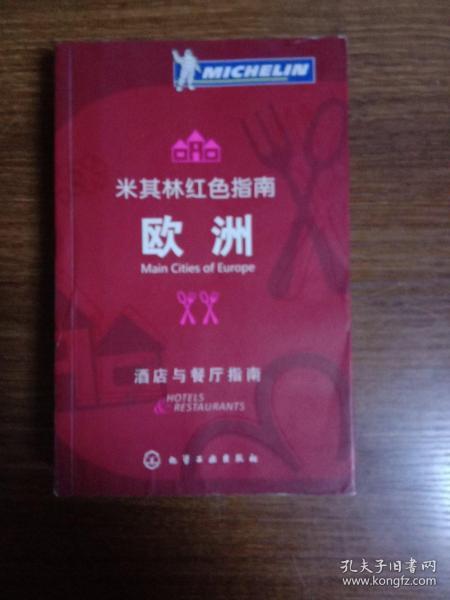 MICHELIN
米其林红色指南
欧洲
Main Cities of Europe
酒店与餐厅指南
HOTELS
& RESTAURANTS
化学工业出版社
孔夫子旧书网
www.kongfz.com